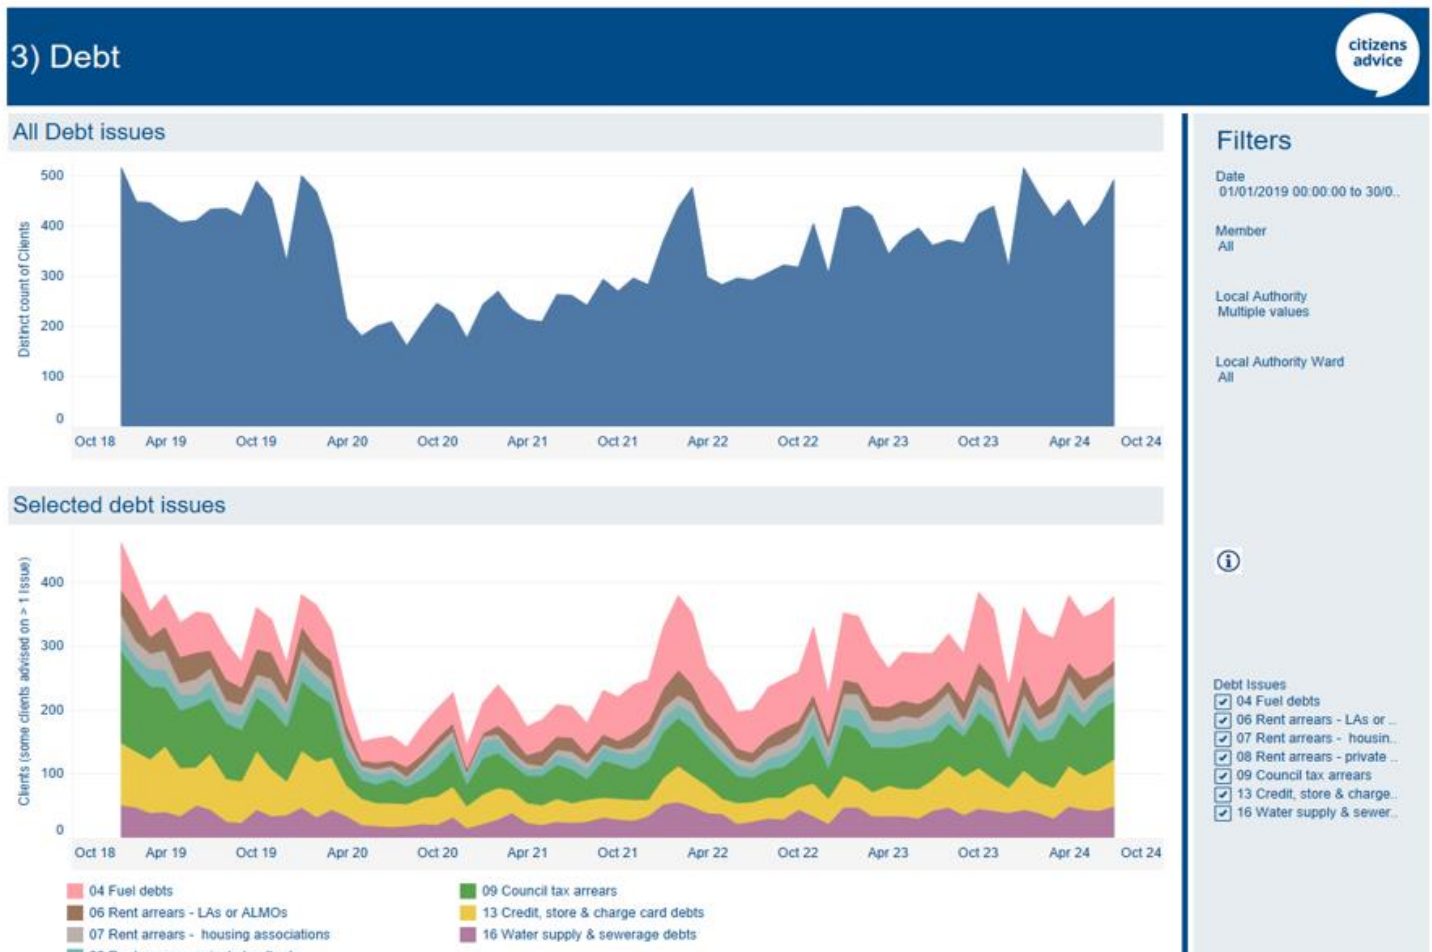 3) Debt
citizens
advice
All Debt issues
Distinct count of Clients
500
400
300
200
100
0
Oct 18 Apr 19 Oct 19 Apr 20 Oct 20 Apr 21 Oct 21 Apr 22 Oct 22 Apr 23 Oct 23 Apr 24 Oct 24
Selected debt issues
Clients (some clients advised on > 1 Issue)
400
300
200
100
0
Oct 18 Apr 19 Oct 19 Apr 20 Oct 20 Apr 21 Oct 21 Apr 22 Oct 22 Apr 23 Oct 23 Apr 24 Oct 24
04 Fuel debts
06 Rent arrears - LAs or ALMOs
07 Rent arrears - housing associations
09 Council tax arrears
13 Credit, store & charge card debts
16 Water supply & sewerage debts
Filters
Date
01/01/2019 00:00:00 to 30/0..
Member
All
Local Authority
Multiple values
Local Authority Ward
All
Debt Issues
04 Fuel debts
06 Rent arrears - LAs or ..
07 Rent arrears - housin..
08 Rent arrears - private ..
09 Council tax arrears
13 Credit, store & charge..
16 Water supply & sewer..